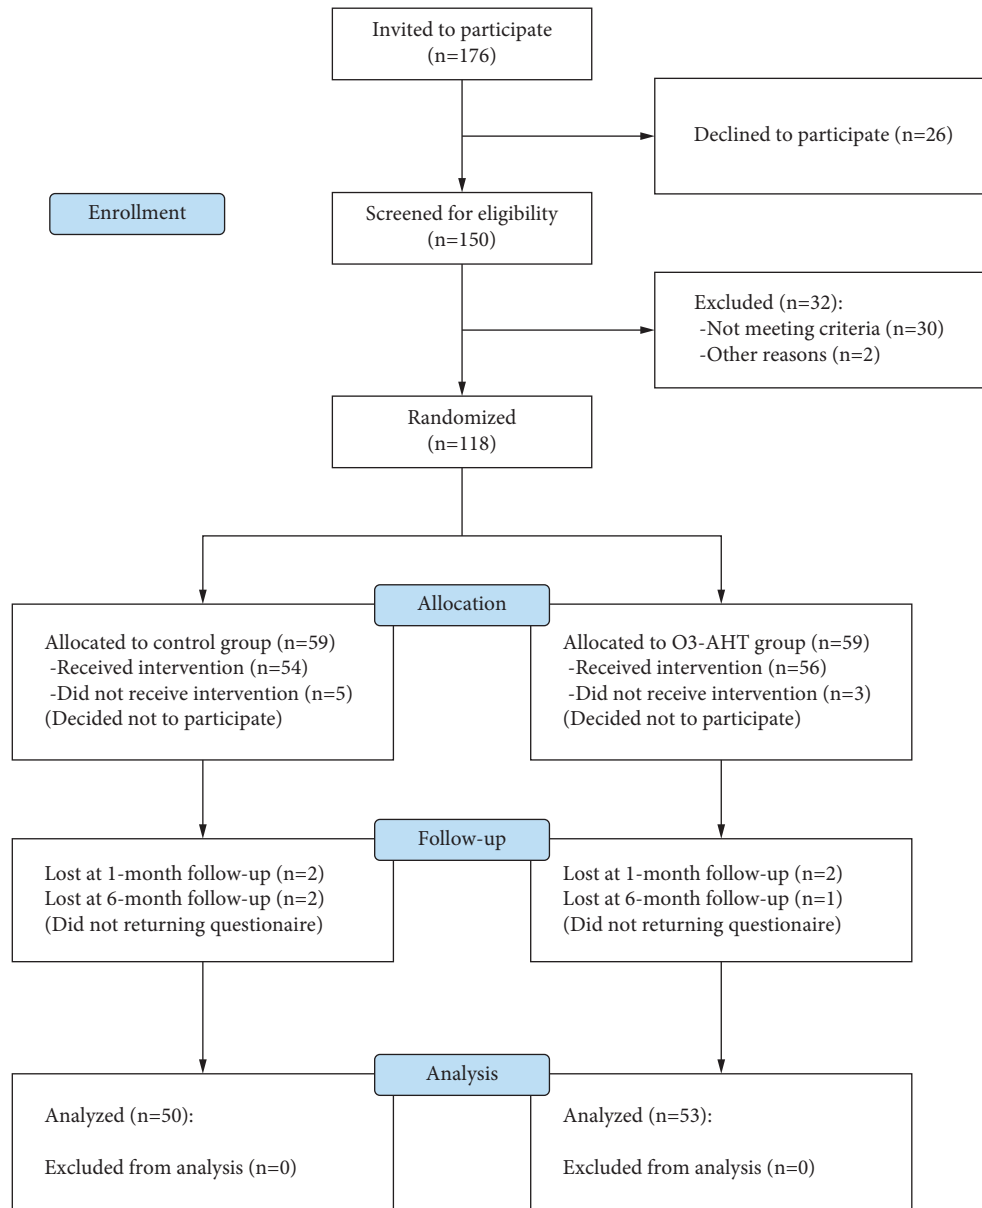 Invited to participate
(n=176)
Declined to participate (n=26)
Enrollment
Screened for eligibility
(n=150)
Excluded (n=32):
-Not meeting criteria (n=30)
-Other reasons (n=2)
Randomized
(n=118)
Allocation
Allocated to control group (n=59)
-Received intervention (n=54)
-Did not receive intervention (n=5)
(Decided not to participate)
Allocated to O3-AHT group (n=59)
-Received intervention (n=56)
-Did not receive intervention (n=3)
(Decided not to participate)
Follow-up
Lost at 1-month follow-up (n=2)
Lost at 6-month follow-up (n=2)
(Did not returning questionaire)
Lost at 1-month follow-up (n=2)
Lost at 6-month follow-up (n=1)
(Did not returning questionaire)
Analysis
Analyzed (n=50):
Excluded from analysis (n=0)
Analyzed (n=53):
Excluded from analysis (n=0)